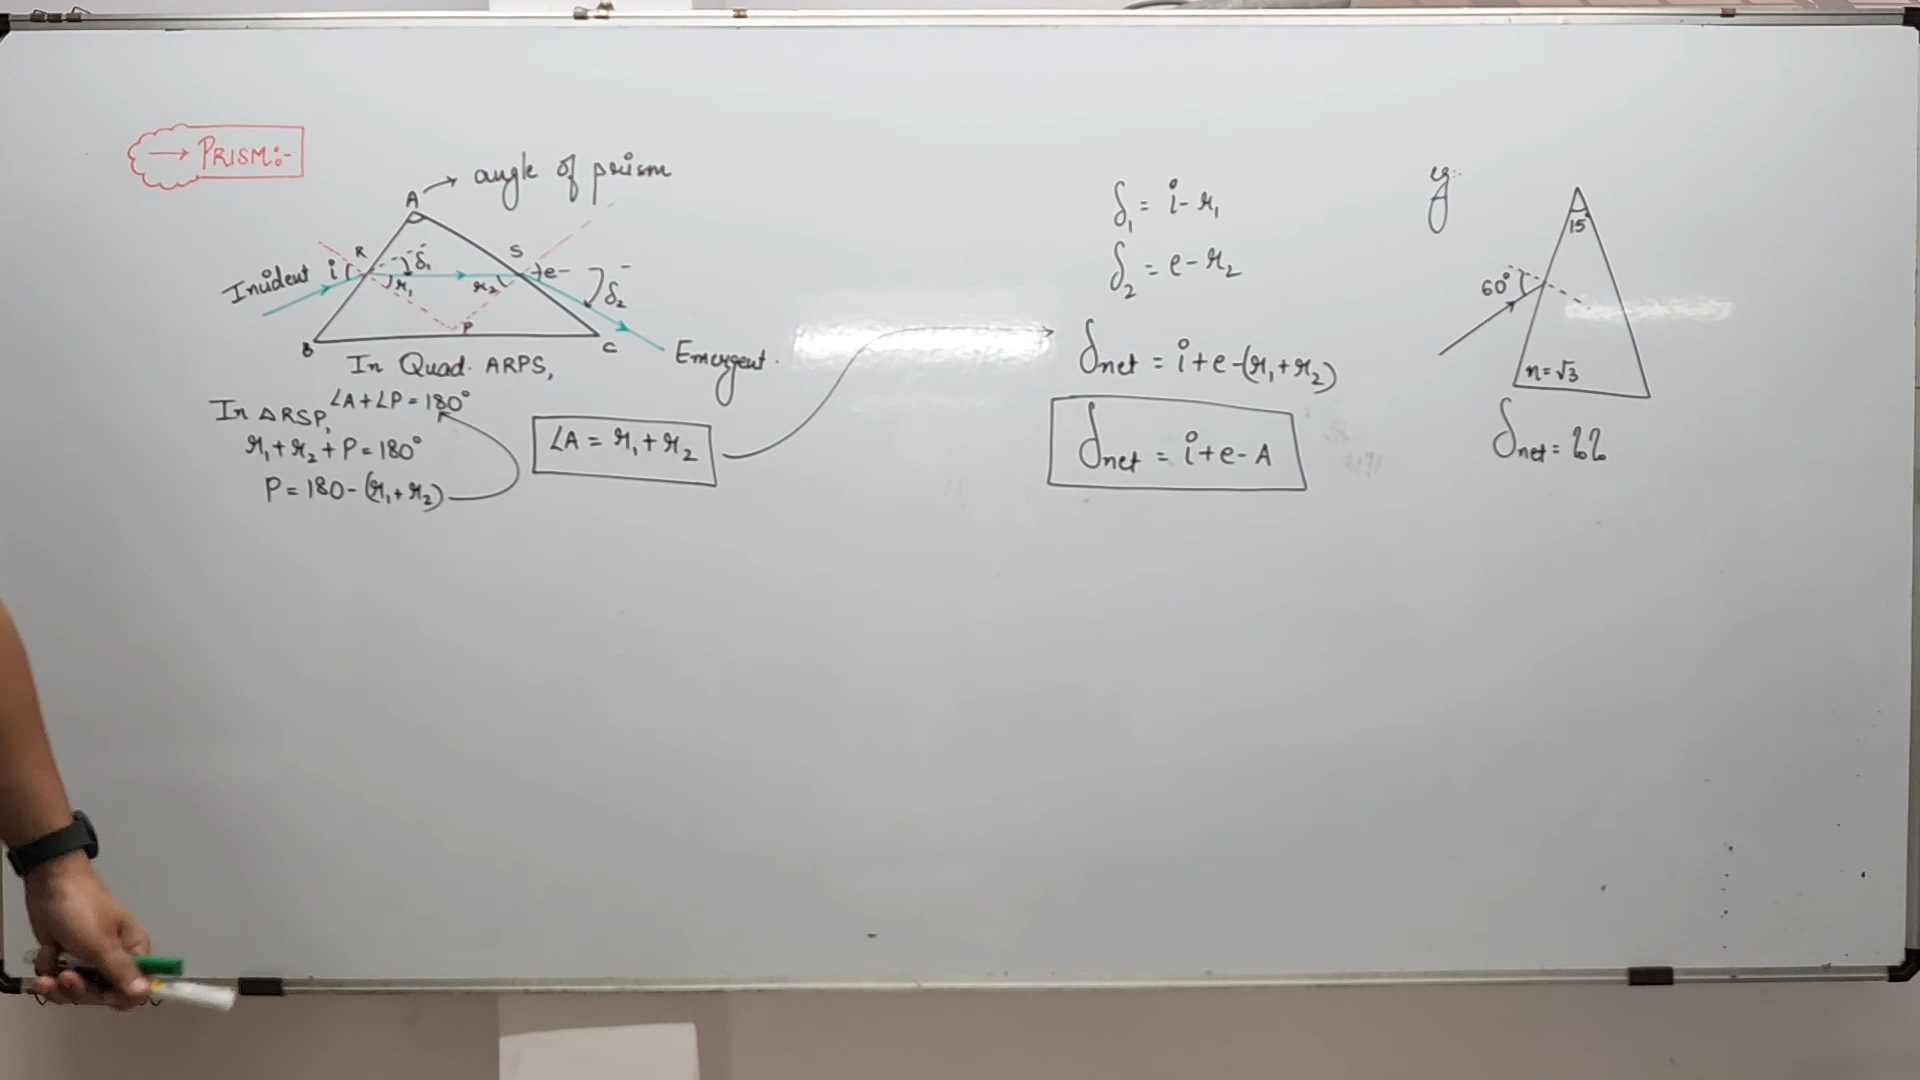 → PRISM:-
A → angle of prism
R
S
i
δ₁
r₁
r₂
e
δ₂
Incident
P
B
C
Emergent.
In Quad. ARPS,
∠A+∠P = 180°
In △RSP,
r₁+r₂+P = 180°
P = 180-(r₁+r₂)
∠A = r₁+r₂
δ₁ = i-r₁
δ₂ = e-r₂
δnet = i+e-(r₁+r₂)
δnet = i+e-A
eg:-
15°
60°
n=√3
δnet = ??